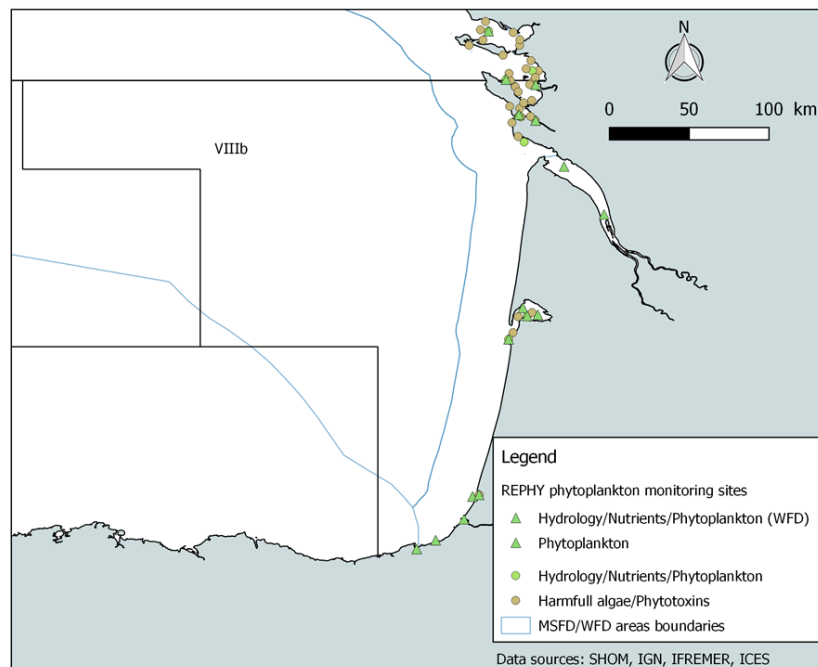 N
0 50 100 km
VIIIb
Legend
REPHY phytoplankton monitoring sites
Hydrology/Nutrients/Phytoplankton (WFD)
Phytoplankton
Hydrology/Nutrients/Phytoplankton
Harmfull algae/Phytotoxins
MSFD/WFD areas boundaries
Data sources: SHOM, IGN, IFREMER, ICES